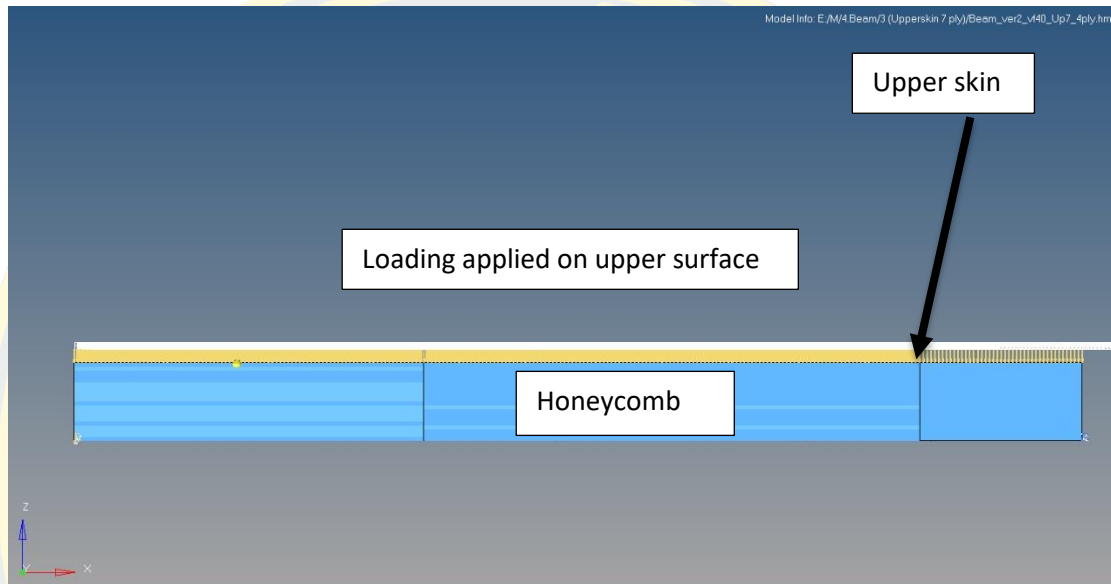 Model Info: E:/M/4.Beam/3 (Upperskin 7 ply)/Beam_ver2_vf40_Up7_4ply.hm
Upper skin
Loading applied on upper surface
Honeycomb
Z
Y
X